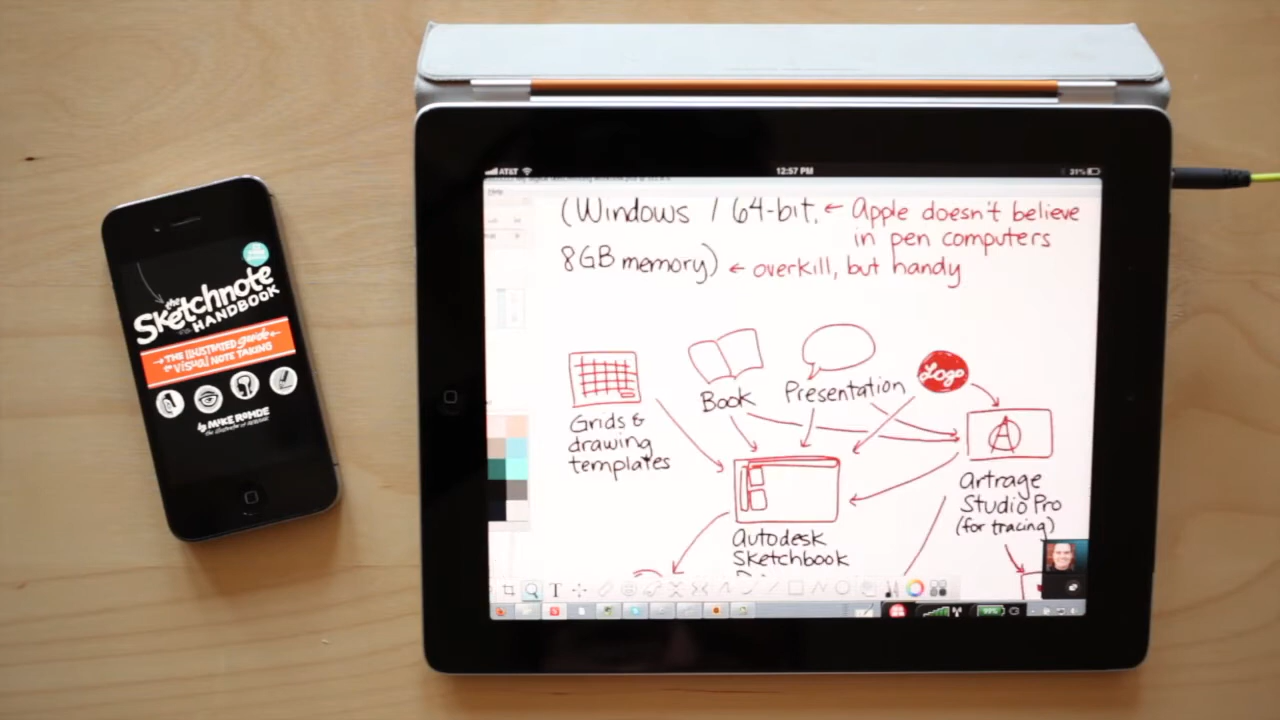 the
Sketchnote
HANDBOOK
THE ILLUSTRATED guide
to Visual NOTE TAKING
by MIKE ROHDE
AT&T
12:57 PM
31%
(Windows / 64-bit, ← Apple doesn't believe
in pen computers
8GB memory) ← overkill, but handy
Grids &
drawing
templates
Book
Presentation
Logo
A
Artrage
Studio Pro
(for tracing)
Autodesk
Sketchbook
T
99%